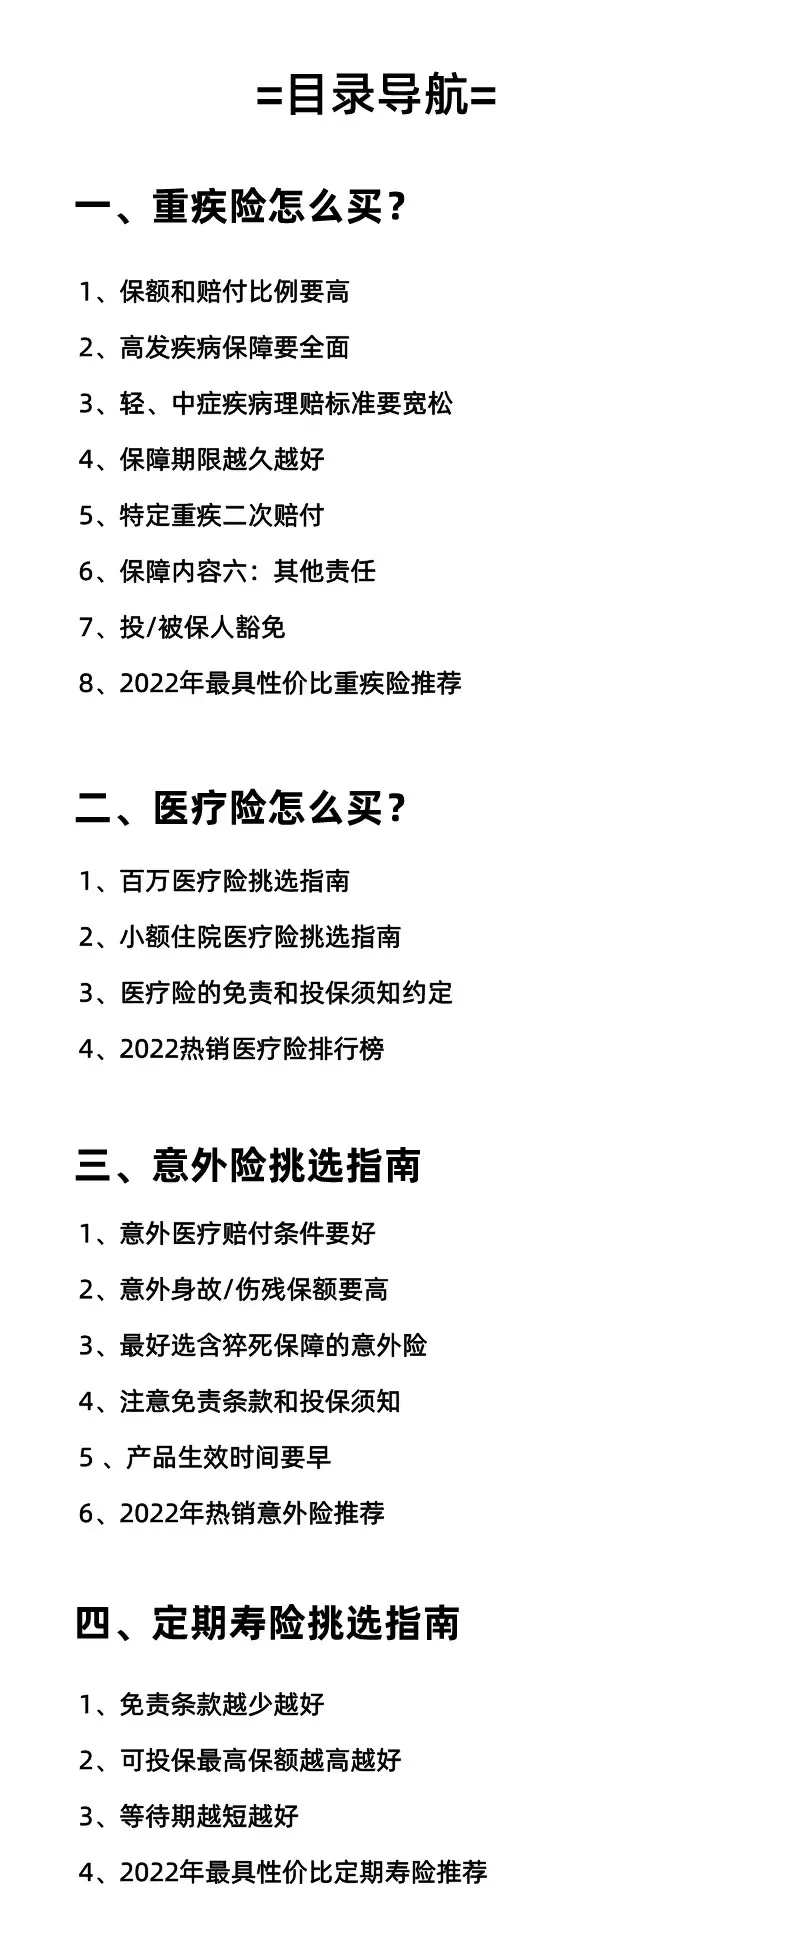 =目录导航=
一、重疾险怎么买？
1、保额和赔付比例要高
2、高发疾病保障要全面
3、轻、中症疾病理赔标准要宽松
4、保障期限越久越好
5、特定重疾二次赔付
6、保障内容六：其他责任
7、投/被保人豁免
8、2022年最具性价比重疾险推荐
二、医疗险怎么买？
1、百万医疗险挑选指南
2、小额住院医疗险挑选指南
3、医疗险的免责和投保须知约定
4、2022热销医疗险排行榜
三、意外险挑选指南
1、意外医疗赔付条件要好
2、意外身故/伤残保额要高
3、最好选含猝死保障的意外险
4、注意免责条款和投保须知
5 、产品生效时间要早
6、2022年热销意外险推荐
四、定期寿险挑选指南
1、免责条款越少越好
2、可投保最高保额越高越好
3、等待期越短越好
4、2022年最具性价比定期寿险推荐